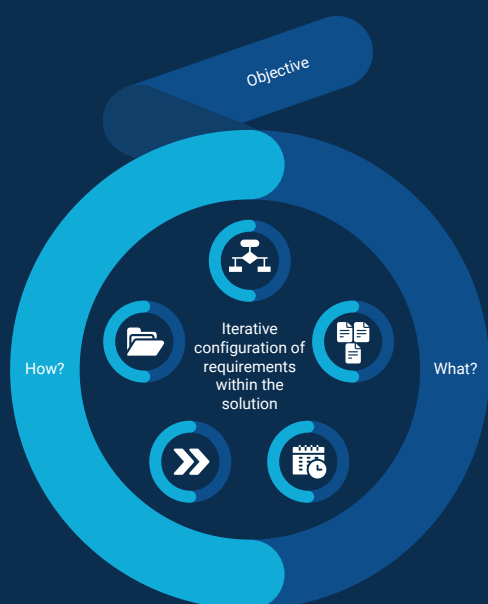 Objective
Iterative
configuration of
requirements
within the
solution
How?
What?